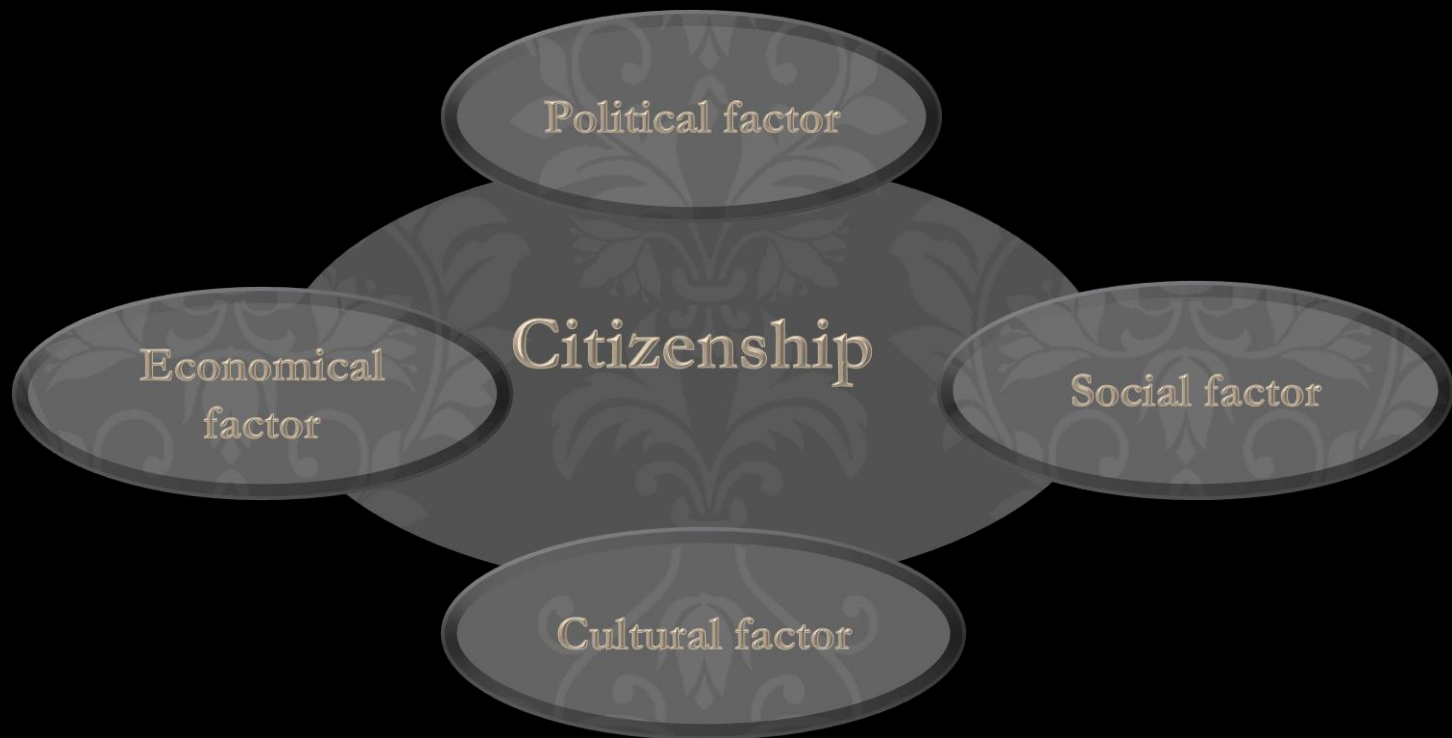 Political factor
Citizenship
Economical
factor
Social factor
Cultural factor